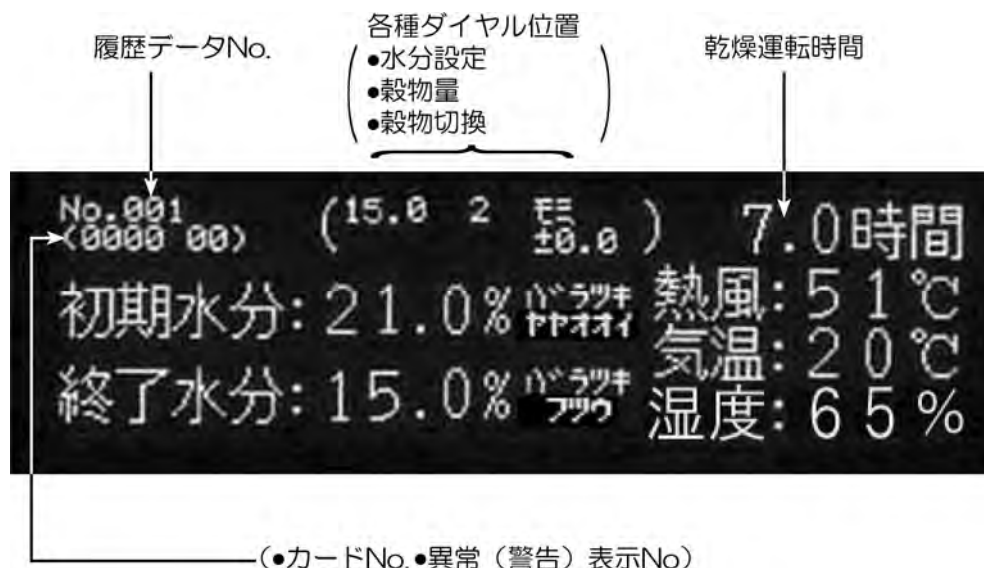 履歴データNo.
各種ダイヤル位置
●水分設定
●穀物量
●穀物切換
乾燥運転時間
No.001
(0000 00)
(15.0 2 モミ ±0.0)
7.0時間
初期水分:21.0% バラツキ ヤヤオオイ
終了水分:15.0% バラツキ フツウ
熱風:51℃
気温:20℃
湿度:65%
(●カードNo.●異常(警告)表示No)